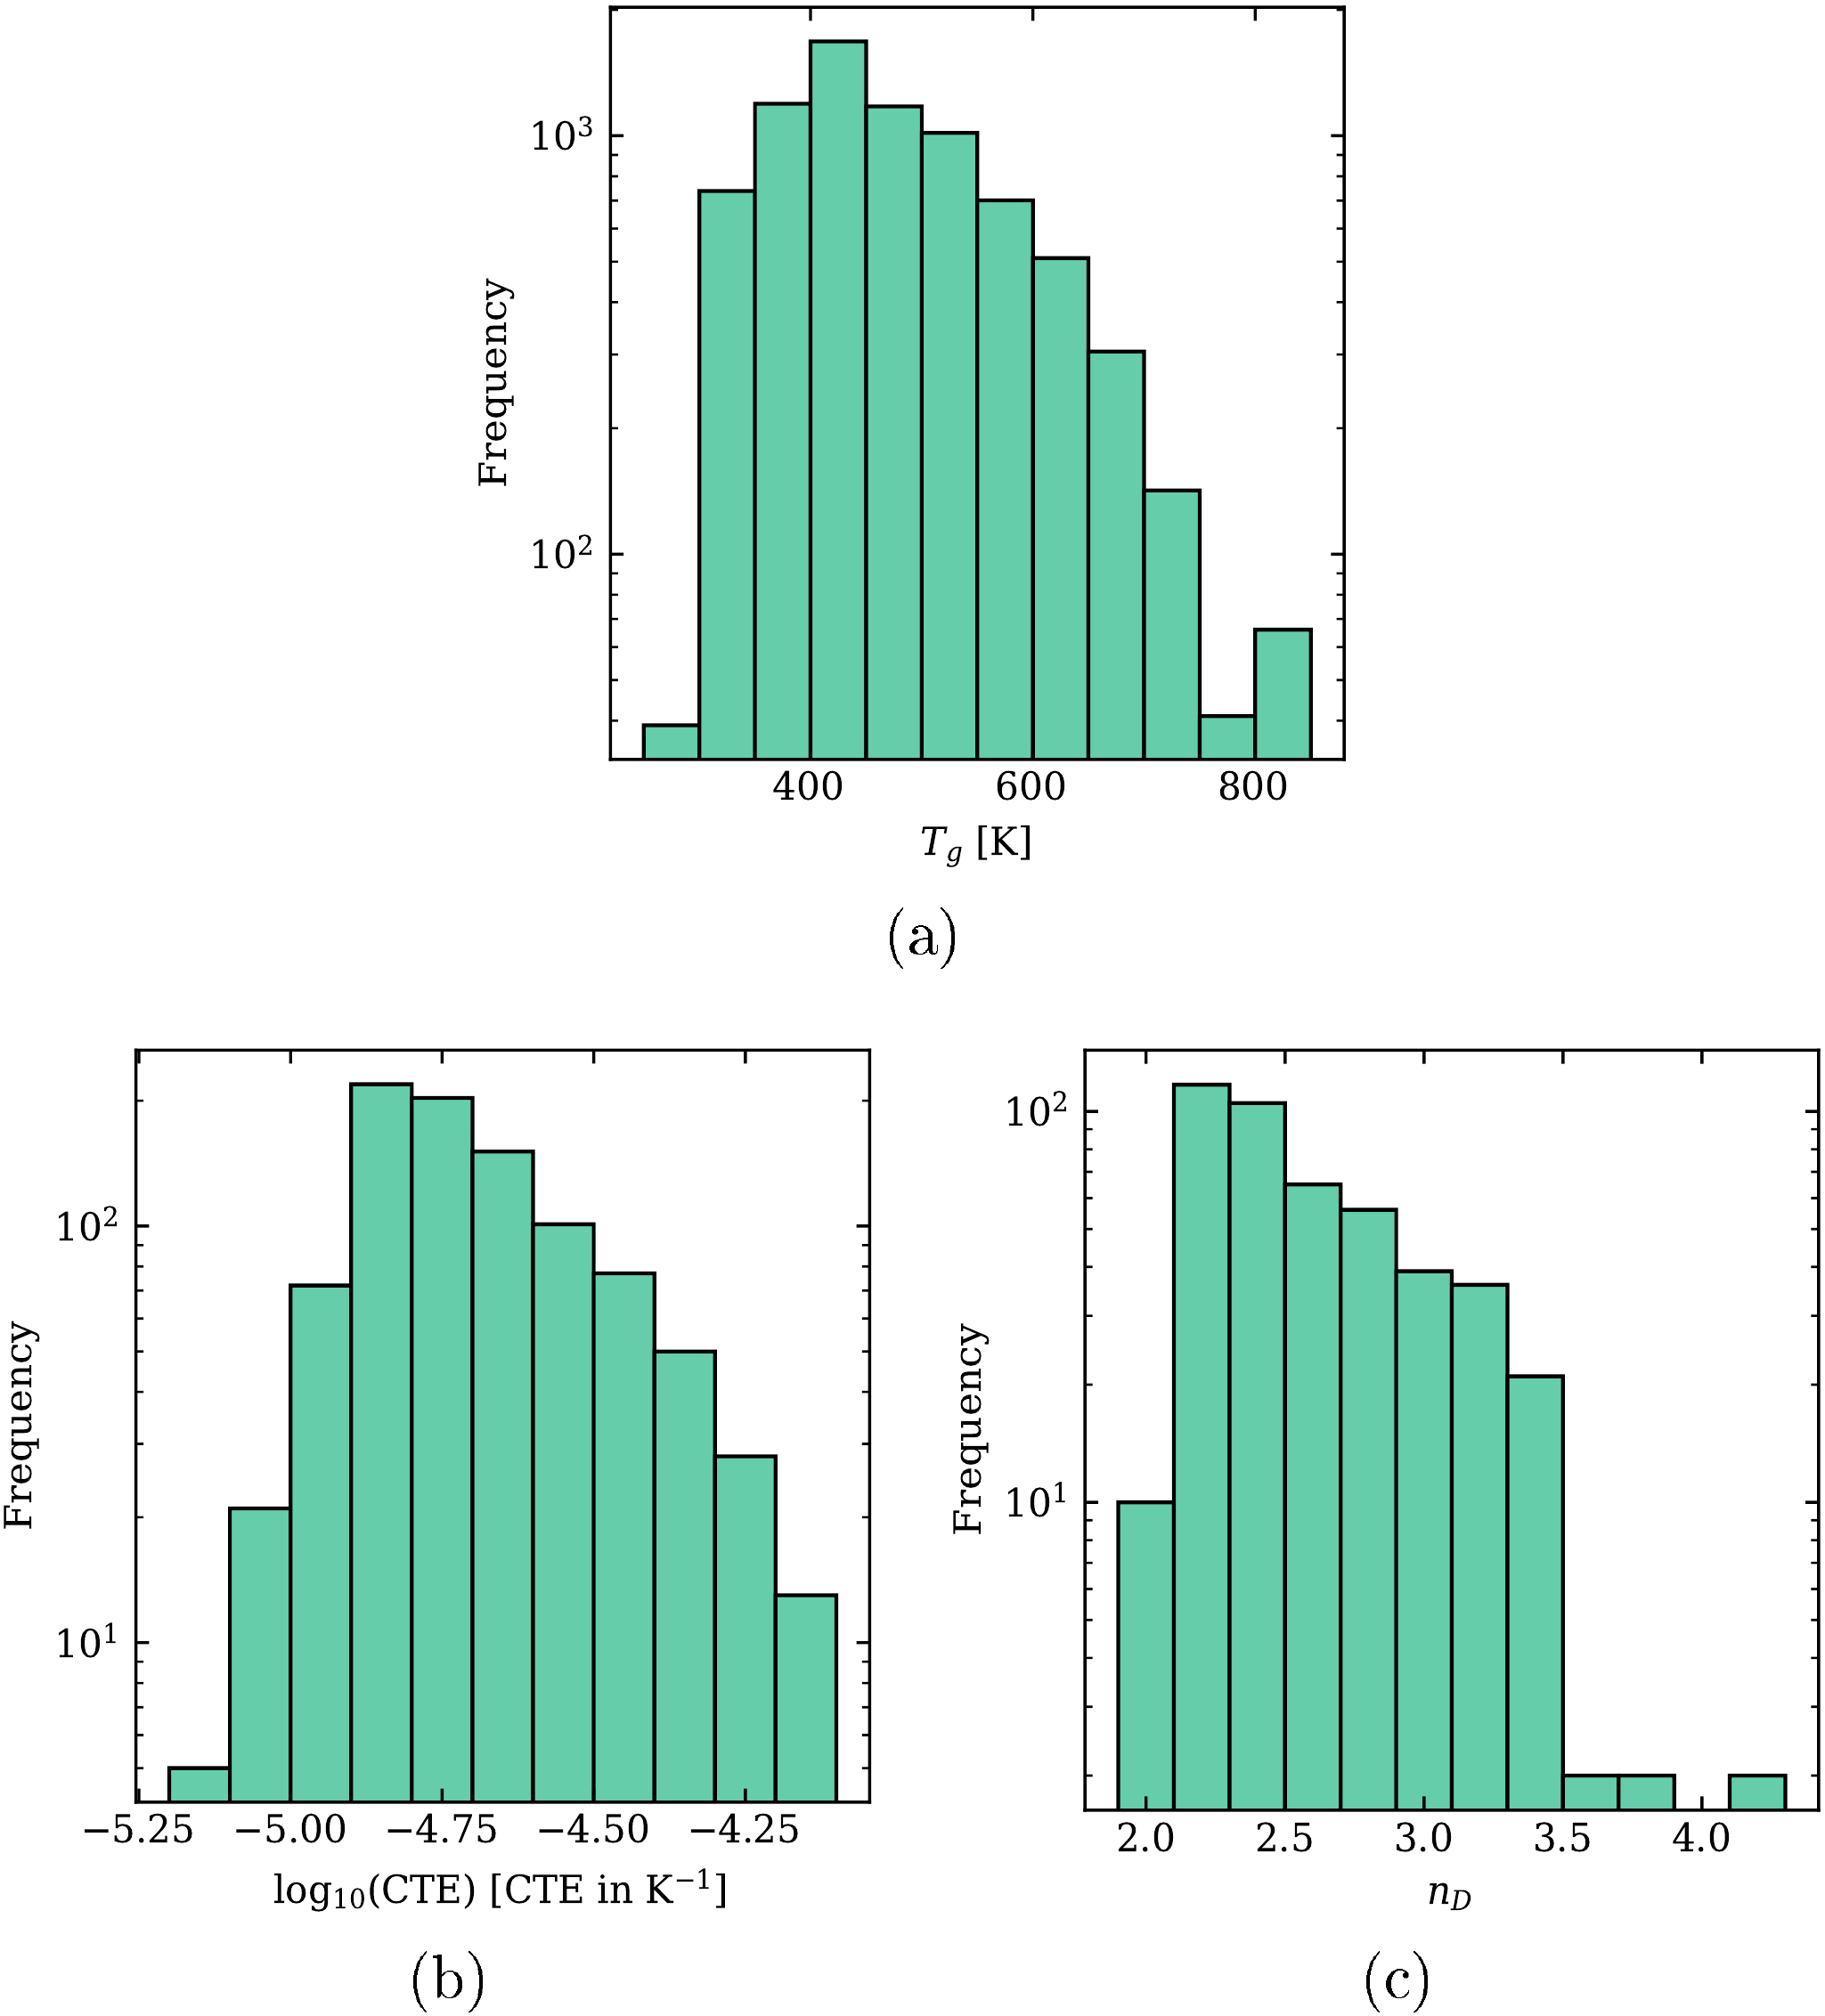 10³
10²
Frequency
400 600 800
T_g [K]
(a)
10²
10¹
Frequency
−5.25 −5.00 −4.75 −4.50 −4.25
log₁₀(CTE) [CTE in K⁻¹]
(b)
10²
10¹
Frequency
2.0 2.5 3.0 3.5 4.0
n_D
(c)